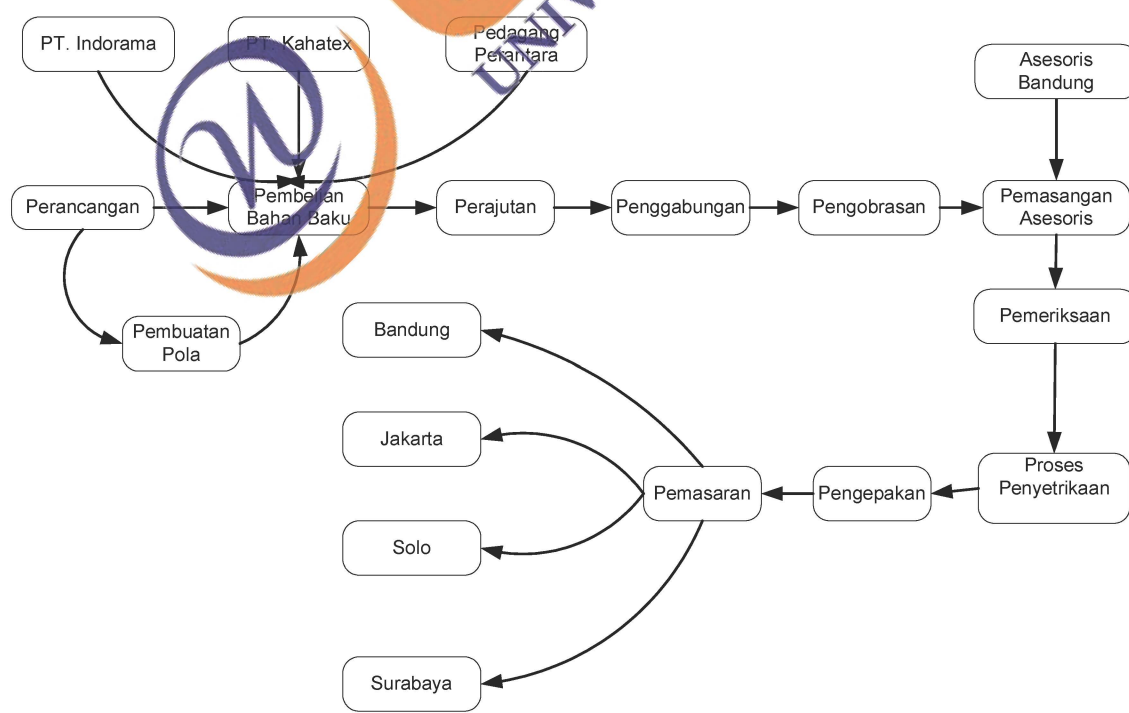 PT. Indorama
PT. Kahatex
Pedagang
Perantara
UNIV
Asesoris
Bandung
Perancangan
Pembelian
Bahan Baku
Perajutan
Penggabungan
Pengobrasan
Pemasangan
Asesoris
Pembuatan
Pola
Bandung
Pemeriksaan
Jakarta
Proses
Penyetrikaan
Pemasaran
Pengepakan
Solo
Surabaya